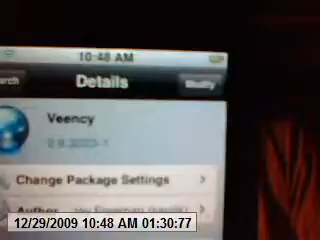 10:48 AM
Search Details Modify
Veency
Change Package Settings
Author
12/29/2009 10:48 AM 01:30:77